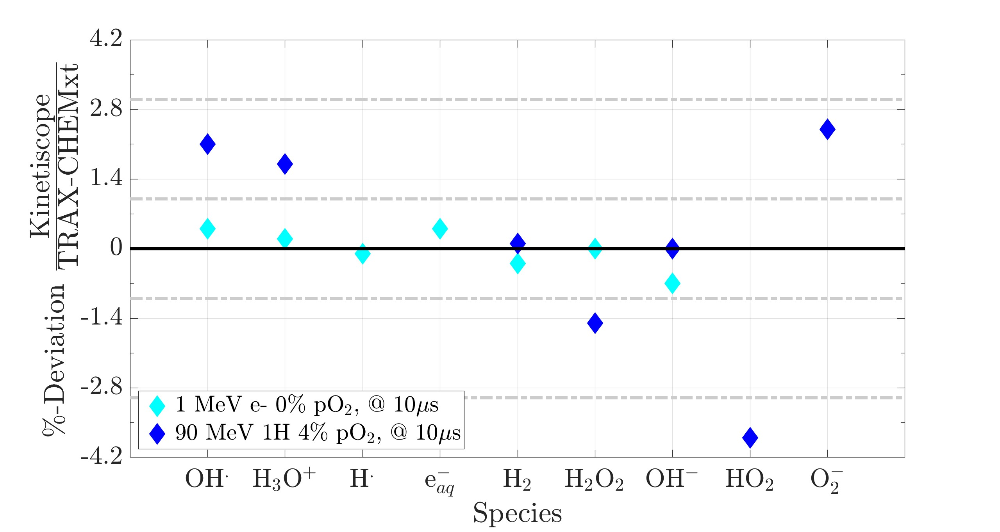 %-Deviation Kinetiscope
TRAX-CHEMxt
4.2
2.8
1.4
0
-1.4
-2.8
-4.2
1 MeV e- 0% pO₂, @ 10μs
90 MeV 1H 4% pO₂, @ 10μs
OH· H₃O⁺ H· e⁻aq H₂ H₂O₂ OH⁻ HO₂ O₂⁻
Species